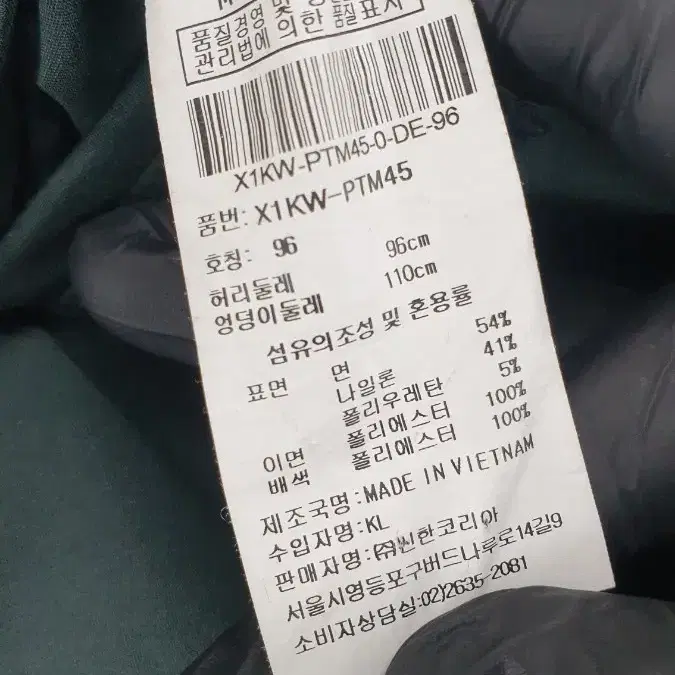 품질경영 및
관리법에 의한 품질표시
X1KW-PTM45-0-DE-96
품번: X1KW-PTM45
호칭: 96
허리둘레 96cm
엉덩이둘레 110cm
섬유의조성 및 혼용률
표면 면 54%
나일론 41%
폴리우레탄 5%
이면 폴리에스터 100%
배색 폴리에스터 100%
제조국명:MADE IN VIETNAM
수입자명:KL
판매자명:㈜신한코리아
서울시영등포구버드나루로14길9
소비자상담실:02)2635-2081